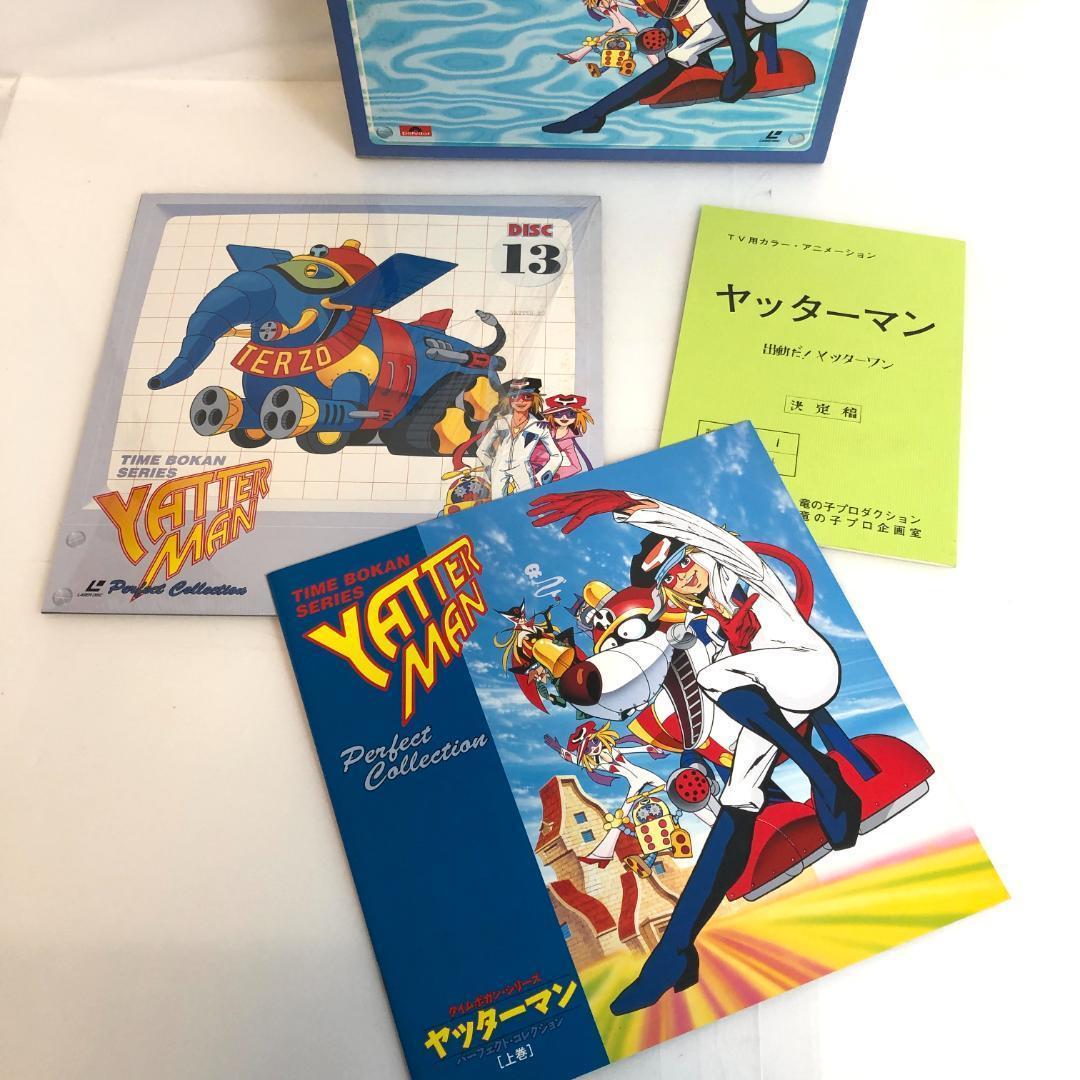 Polydor
DISC
13
TERZO
TIME BOKAN
SERIES
YATTER
MAN
LASER DISC
Perfect Collection
TV用カラー・アニメーション
ヤッターマン
出動だ!ヤッターワン
決定稿
1
竜の子プロダクション
竜の子プロ企画室
TIME BOKAN
SERIES
YATTER
MAN
Perfect
Collection
タイムボカン・シリーズ
ヤッターマン
パーフェクト・コレクション
[上巻]